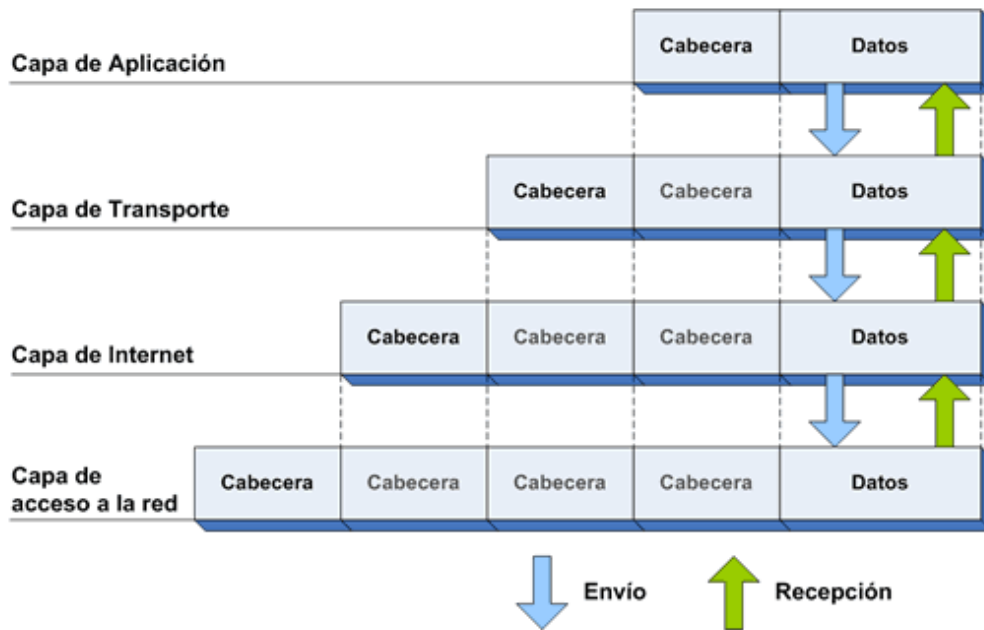 Cabecera Datos
Capa de Aplicación
Cabecera Cabecera Datos
Capa de Transporte
Cabecera Cabecera Cabecera Datos
Capa de Internet
Capa de
acceso a la red
Cabecera Cabecera Cabecera Cabecera Datos
Envío Recepción